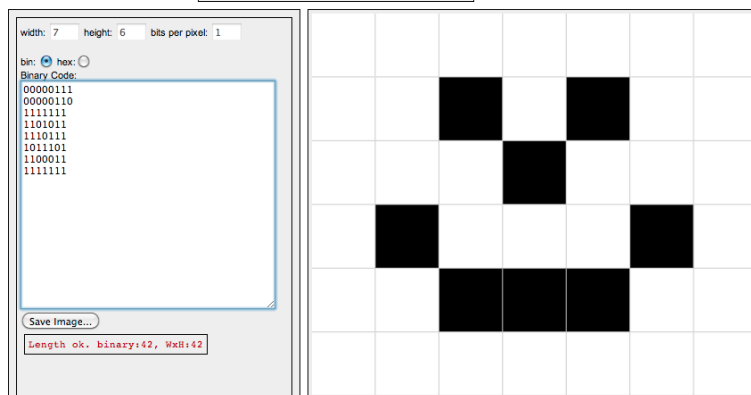 width: 7 height: 6 bits per pixel: 1
bin: hex:
Binary Code:
00000111
00000110
1111111
1101011
1110111
1011101
1100011
1111111
Save Image...
Length ok. binary:42, WxH:42